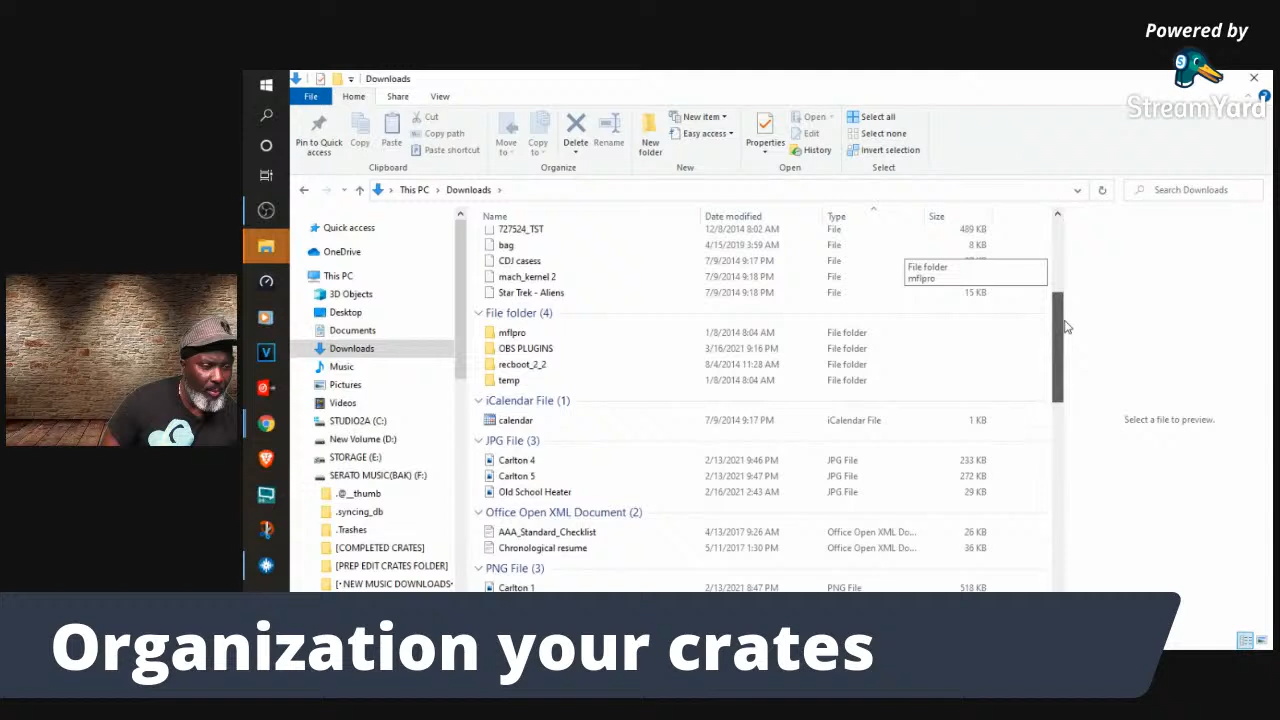 Powered by
StreamYard
Downloads
File Home Share View
Pin to Quick access
Copy
Paste
Cut
Copy path
Paste shortcut
Clipboard
Move to
Copy to
Delete
Rename
Organize
New folder
New item
Easy access
New
Properties
Open
Edit
History
Open
Select all
Select none
Invert selection
Select
This PC > Downloads >
Search Downloads
Quick access
OneDrive
This PC
3D Objects
Desktop
Documents
Downloads
Music
Pictures
Videos
STUDIO2A (C:)
New Volume (D:)
STORAGE (E:)
SERATO MUSIC(BAK) (F:)
.@__thumb
.syncing_db
.Trashes
[COMPLETED CRATES]
[PREP EDIT CRATES FOLDER]
[•NEW MUSIC DOWNLOADS•
Name Date modified Type Size
727524_TST 12/8/2014 8:02 AM File 489 KB
bag 4/15/2019 3:59 AM File 8 KB
CDJ casess 7/9/2014 9:17 PM File
mach_kernel 2 7/9/2014 9:18 PM File
Star Trek - Aliens 7/9/2014 9:18 PM File 15 KB
File folder
mflpro
File folder (4)
mflpro 1/8/2014 8:04 AM File folder
OBS PLUGINS 3/16/2021 9:16 PM File folder
recboot_2_2 8/4/2014 11:28 AM File folder
temp 1/8/2014 8:04 AM File folder
iCalendar File (1)
calendar 7/9/2014 9:17 PM iCalendar File 1 KB
JPG File (3)
Carlton 4 2/13/2021 9:46 PM JPG File 233 KB
Carlton 5 2/13/2021 9:47 PM JPG File 272 KB
Old School Heater 2/16/2021 2:43 AM JPG File 29 KB
Office Open XML Document (2)
AAA_Standard_Checklist 4/13/2017 9:26 AM Office Open XML Do... 26 KB
Chronological resume 5/11/2017 1:30 PM Office Open XML Do... 36 KB
PNG File (3)
Carlton 1 2/13/2021 8:47 PM PNG File 518 KB
Select a file to preview.
Organization your crates